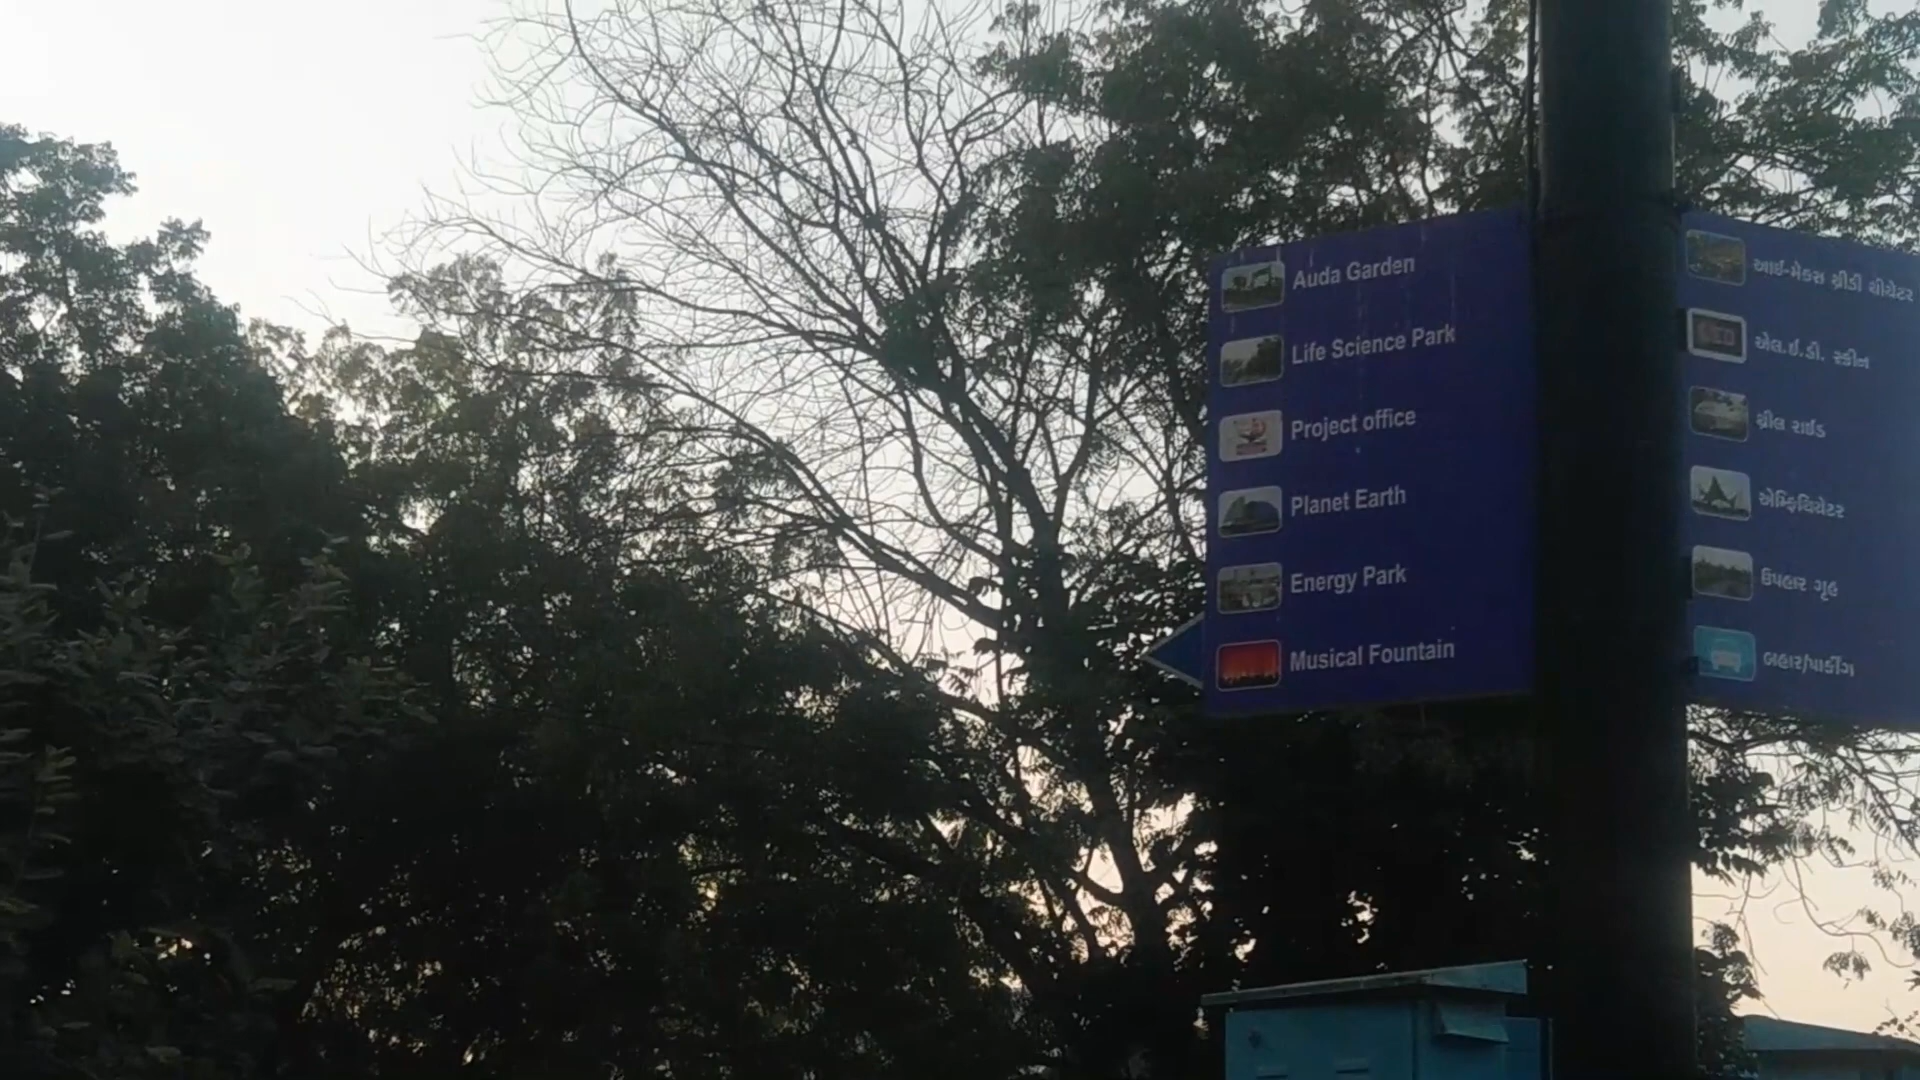 Auda Garden
Life Science Park
Project office
Planet Earth
Energy Park
Musical Fountain
આઈ-મેક્સ થ્રીડી થીયેટર
એલ.ઈ.ડી. સ્ક્રીન
થ્રીલ રાઈડ
એમ્ફિથિયેટર
ઉપહાર ગૃહ
બહાર/પાર્કીંગ